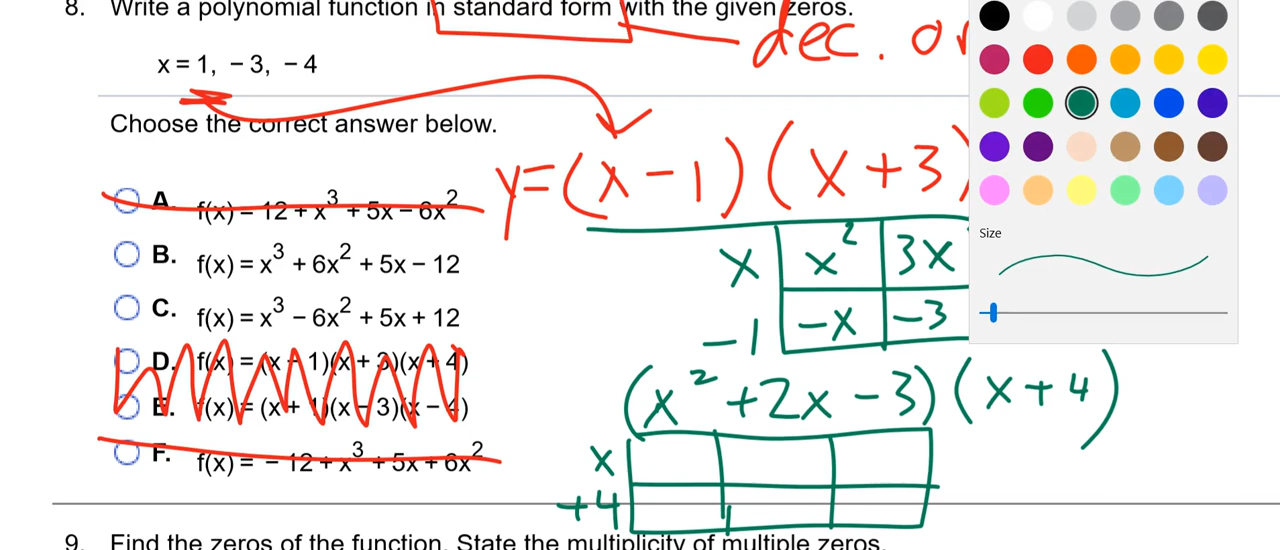 8. Write a polynomial function in standard form with the given zeros.
dec. or
x = 1, − 3, − 4
Choose the correct answer below.
y=(x−1)(x+3)
A. f(x) = 12 + x³ + 5x − 6x²
B. f(x) = x³ + 6x² + 5x − 12
C. f(x) = x³ − 6x² + 5x + 12
D. f(x) = (x − 1)(x + 3)(x + 4)
E. f(x) = (x + 1)(x − 3)(x − 4)
F. f(x) = − 12 + x³ + 5x + 6x²
x x² 3x
−1 −x −3
(x²+2x−3)(x+4)
x
+4
Size
9. Find the zeros of the function. State the multiplicity of multiple zeros.